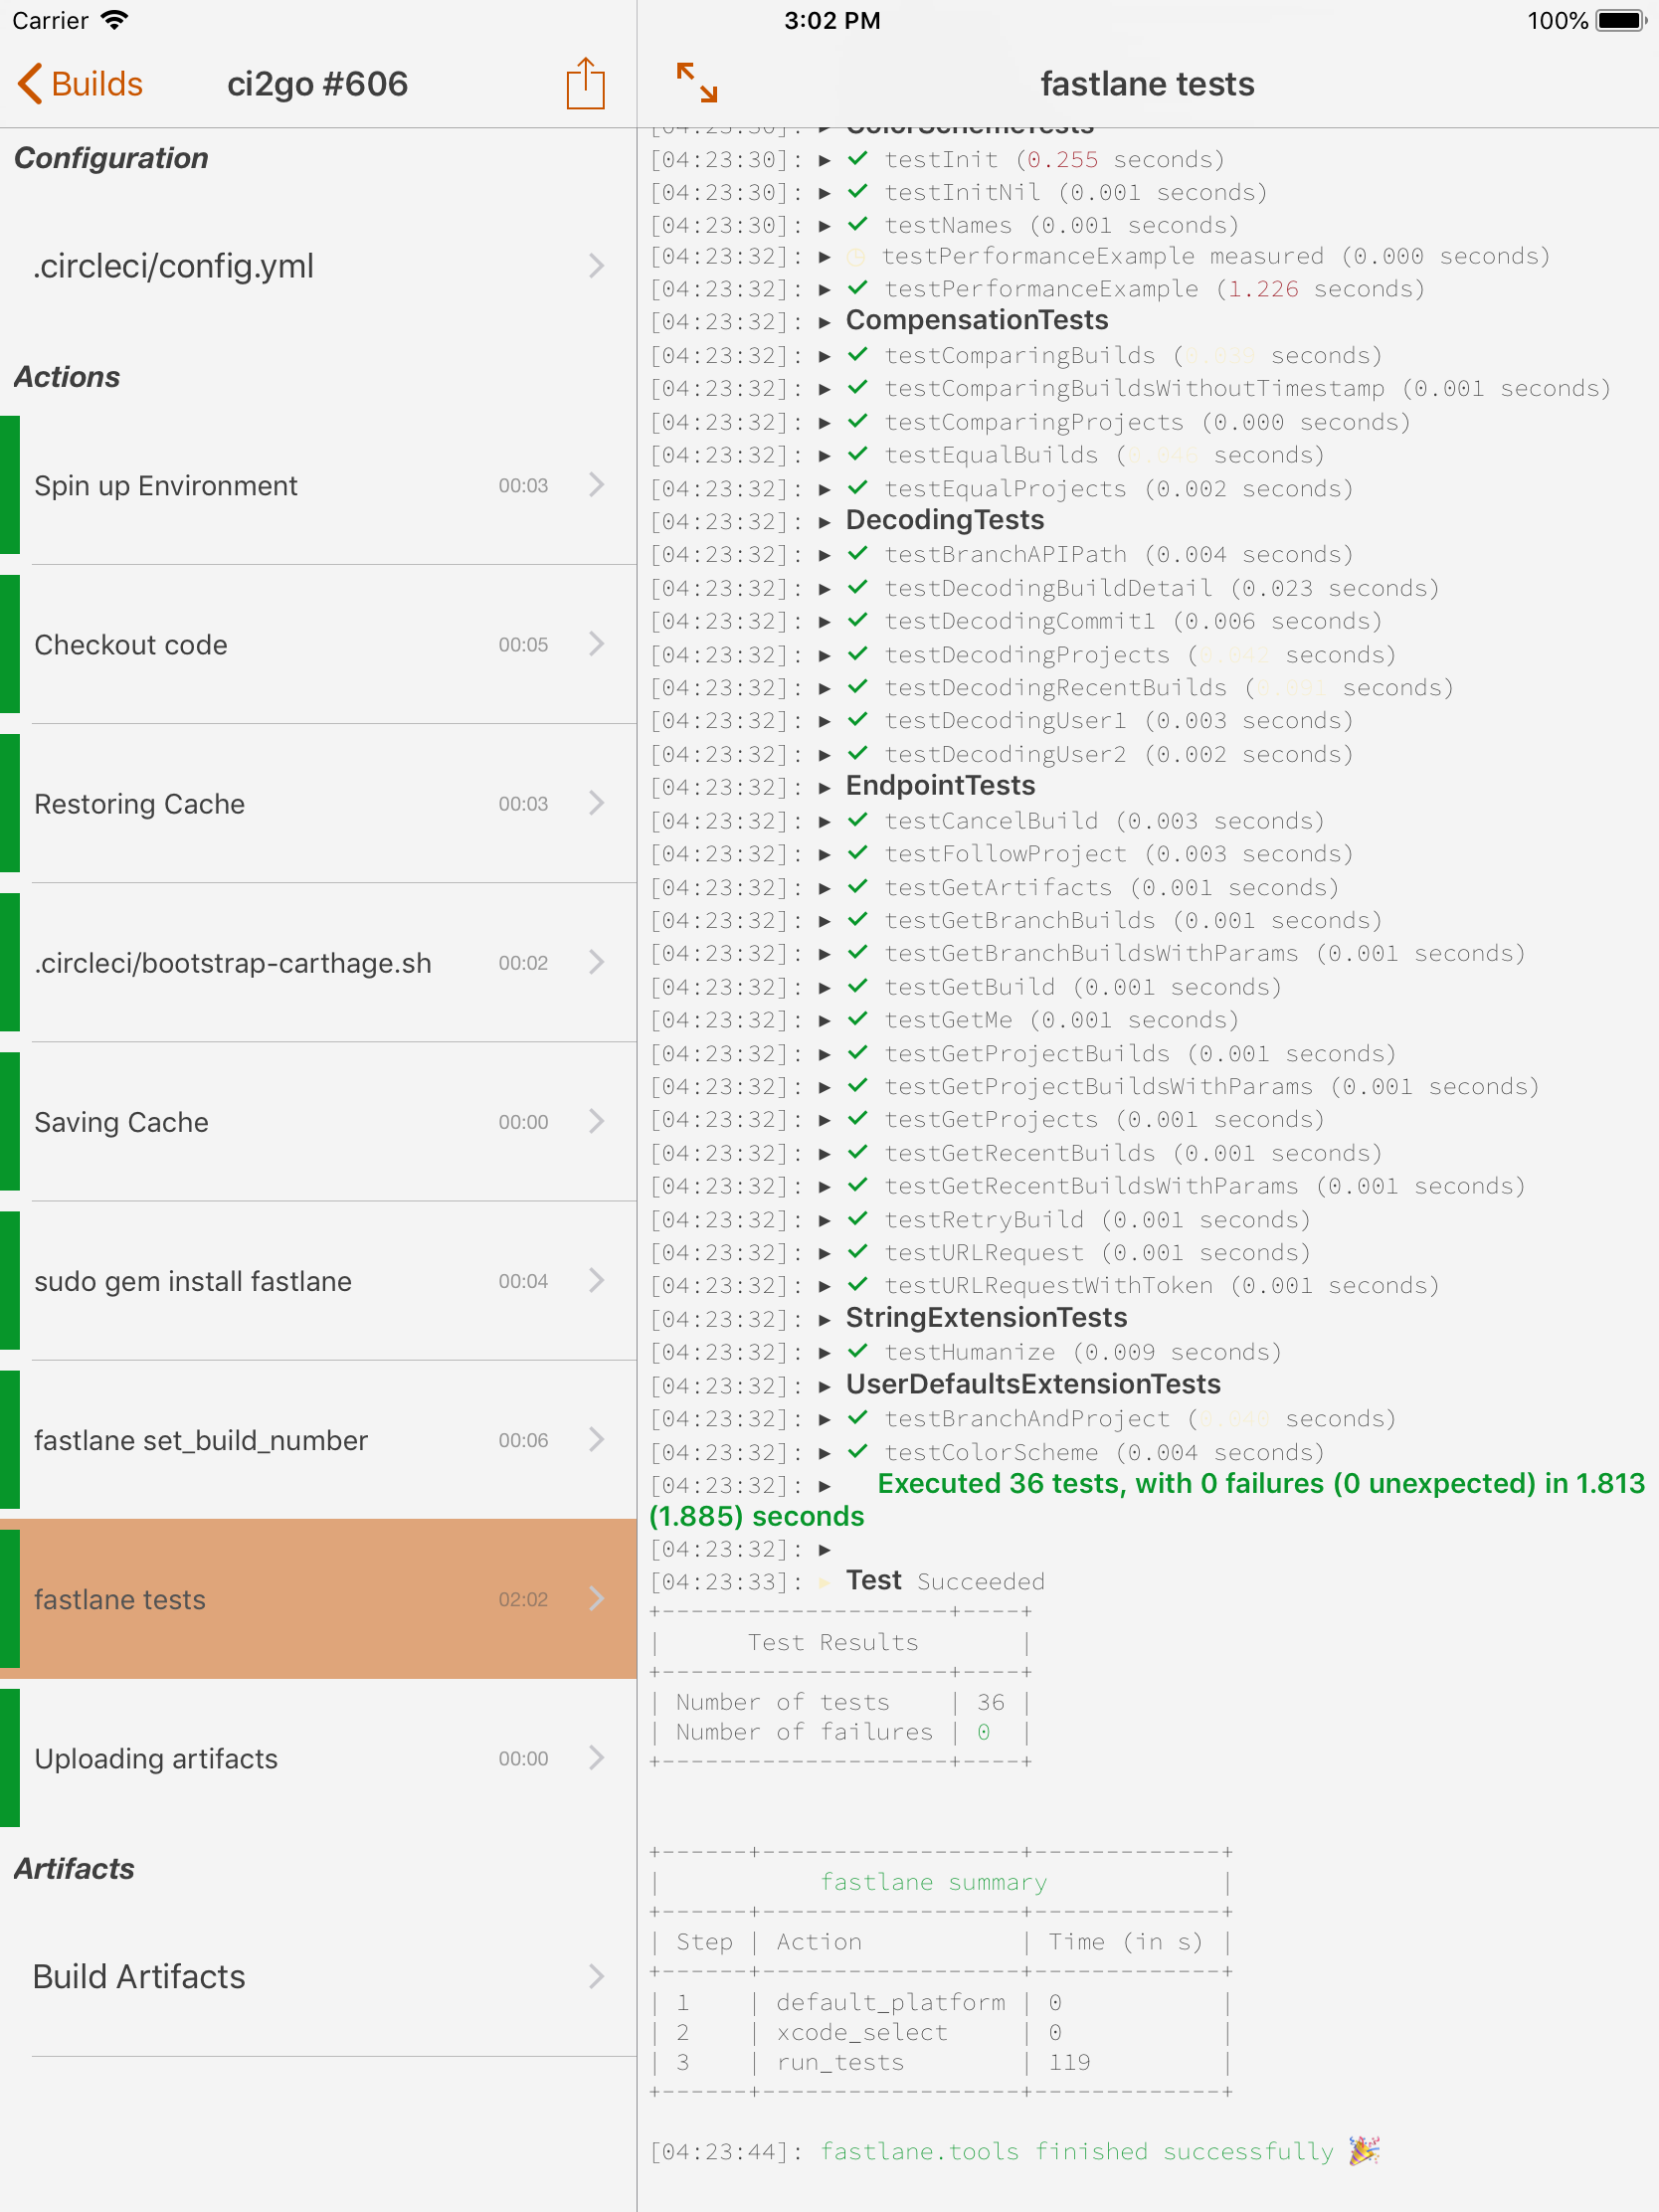 Carrier
3:02 PM
100%
Builds
ci2go #606
fastlane tests
Configuration
.circleci/config.yml
Actions
Spin up Environment 00:03
Checkout code 00:05
Restoring Cache 00:03
.circleci/bootstrap-carthage.sh 00:02
Saving Cache 00:00
sudo gem install fastlane 00:04
fastlane set_build_number 00:06
fastlane tests 02:02
Uploading artifacts 00:00
Artifacts
Build Artifacts
[04:23:30]: ▸ ColorSchemeTests
[04:23:30]: ▸ ✓ testInit (0.255 seconds)
[04:23:30]: ▸ ✓ testInitNil (0.001 seconds)
[04:23:30]: ▸ ✓ testNames (0.001 seconds)
[04:23:32]: ▸ ◷ testPerformanceExample measured (0.000 seconds)
[04:23:32]: ▸ ✓ testPerformanceExample (1.226 seconds)
[04:23:32]: ▸ CompensationTests
[04:23:32]: ▸ ✓ testComparingBuilds (0.039 seconds)
[04:23:32]: ▸ ✓ testComparingBuildsWithoutTimestamp (0.001 seconds)
[04:23:32]: ▸ ✓ testComparingProjects (0.000 seconds)
[04:23:32]: ▸ ✓ testEqualBuilds (0.046 seconds)
[04:23:32]: ▸ ✓ testEqualProjects (0.002 seconds)
[04:23:32]: ▸ DecodingTests
[04:23:32]: ▸ ✓ testBranchAPIPath (0.004 seconds)
[04:23:32]: ▸ ✓ testDecodingBuildDetail (0.023 seconds)
[04:23:32]: ▸ ✓ testDecodingCommit1 (0.006 seconds)
[04:23:32]: ▸ ✓ testDecodingProjects (0.042 seconds)
[04:23:32]: ▸ ✓ testDecodingRecentBuilds (0.091 seconds)
[04:23:32]: ▸ ✓ testDecodingUser1 (0.003 seconds)
[04:23:32]: ▸ ✓ testDecodingUser2 (0.002 seconds)
[04:23:32]: ▸ EndpointTests
[04:23:32]: ▸ ✓ testCancelBuild (0.003 seconds)
[04:23:32]: ▸ ✓ testFollowProject (0.003 seconds)
[04:23:32]: ▸ ✓ testGetArtifacts (0.001 seconds)
[04:23:32]: ▸ ✓ testGetBranchBuilds (0.001 seconds)
[04:23:32]: ▸ ✓ testGetBranchBuildsWithParams (0.001 seconds)
[04:23:32]: ▸ ✓ testGetBuild (0.001 seconds)
[04:23:32]: ▸ ✓ testGetMe (0.001 seconds)
[04:23:32]: ▸ ✓ testGetProjectBuilds (0.001 seconds)
[04:23:32]: ▸ ✓ testGetProjectBuildsWithParams (0.001 seconds)
[04:23:32]: ▸ ✓ testGetProjects (0.001 seconds)
[04:23:32]: ▸ ✓ testGetRecentBuilds (0.001 seconds)
[04:23:32]: ▸ ✓ testGetRecentBuildsWithParams (0.001 seconds)
[04:23:32]: ▸ ✓ testRetryBuild (0.001 seconds)
[04:23:32]: ▸ ✓ testURLRequest (0.001 seconds)
[04:23:32]: ▸ ✓ testURLRequestWithToken (0.001 seconds)
[04:23:32]: ▸ StringExtensionTests
[04:23:32]: ▸ ✓ testHumanize (0.009 seconds)
[04:23:32]: ▸ UserDefaultsExtensionTests
[04:23:32]: ▸ ✓ testBranchAndProject (0.040 seconds)
[04:23:32]: ▸ ✓ testColorScheme (0.004 seconds)
[04:23:32]: ▸ Executed 36 tests, with 0 failures (0 unexpected) in 1.813
(1.885) seconds
[04:23:32]: ▸
[04:23:33]: ▸ Test Succeeded
+--------------------+----+
| Test Results |
+--------------------+----+
| Number of tests | 36 |
| Number of failures | 0 |
+--------------------+----+
+------+------------------+-------------+
| fastlane summary |
+------+------------------+-------------+
| Step | Action | Time (in s) |
+------+------------------+-------------+
| 1 | default_platform | 0 |
| 2 | xcode_select | 0 |
| 3 | run_tests | 119 |
+------+------------------+-------------+
[04:23:44]: fastlane.tools finished successfully 🎉